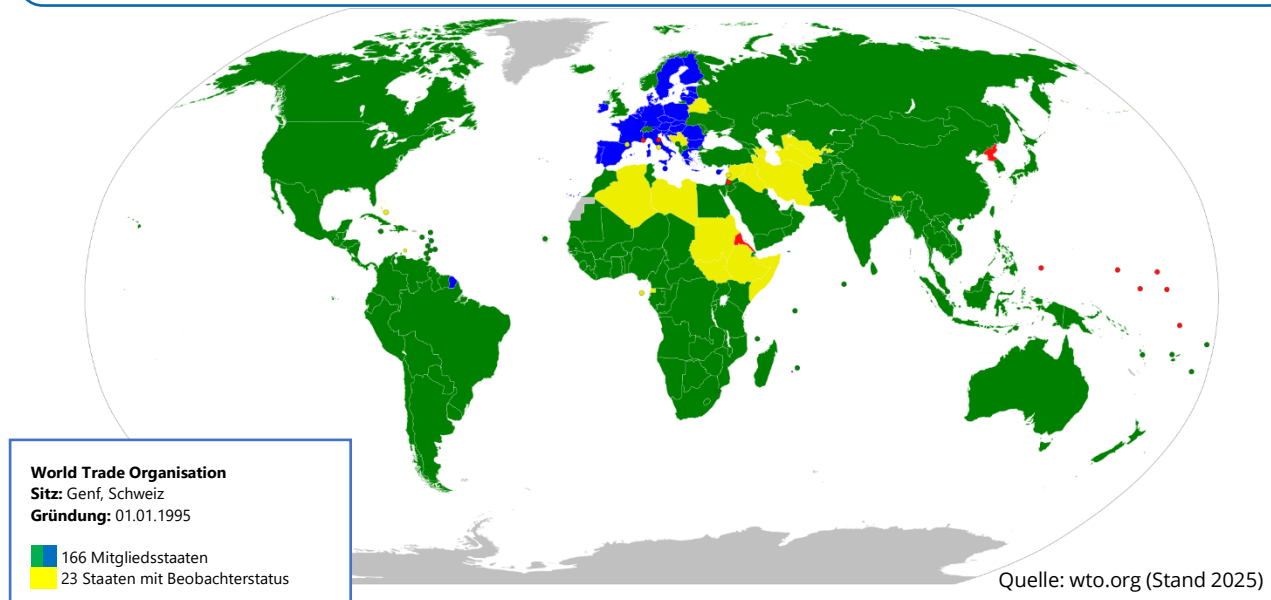 World Trade Organisation
Sitz: Genf, Schweiz
Gründung: 01.01.1995
166 Mitgliedsstaaten
23 Staaten mit Beobachterstatus
Quelle: wto.org (Stand 2025)